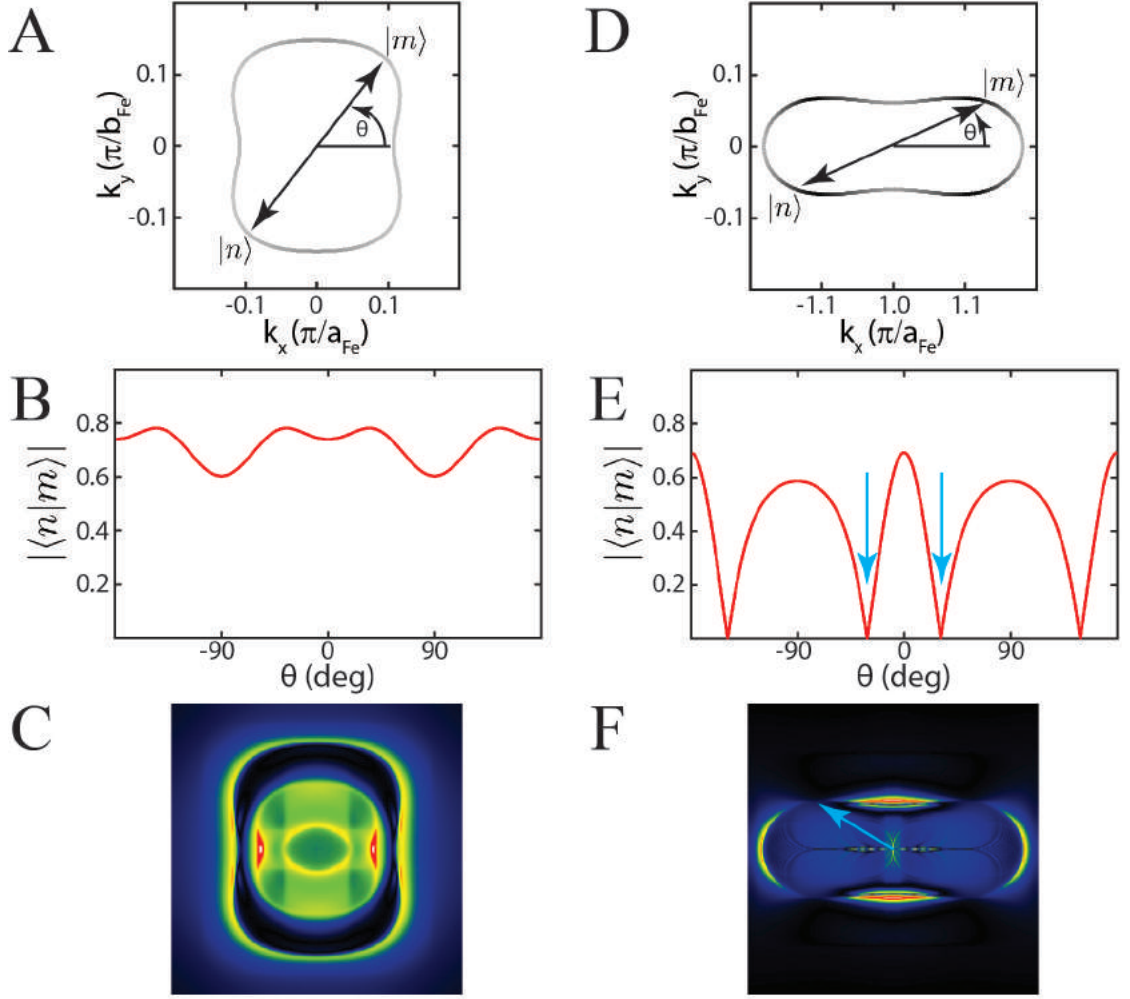 A
k_y (π/b_Fe)
0.1
0
-0.1
|m⟩
θ
|n⟩
-0.1 0 0.1
k_x (π/a_Fe)
D
k_y (π/b_Fe)
0.1
0
-0.1
|m⟩
θ
|n⟩
-1.1 1.0 1.1
k_x (π/a_Fe)
B
|⟨n|m⟩|
0.8
0.6
0.4
0.2
-90 0 90
θ (deg)
E
|⟨n|m⟩|
0.8
0.6
0.4
0.2
-90 0 90
θ (deg)
C
F